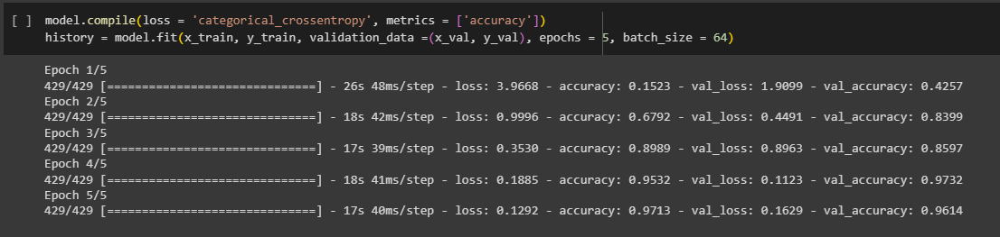 [ ] model.compile(loss = 'categorical_crossentropy', metrics = ['accuracy'])
history = model.fit(x_train, y_train, validation_data =(x_val, y_val), epochs = 5, batch_size = 64)
Epoch 1/5
429/429 [==============================] - 26s 48ms/step - loss: 3.9668 - accuracy: 0.1523 - val_loss: 1.9099 - val_accuracy: 0.4257
Epoch 2/5
429/429 [==============================] - 18s 42ms/step - loss: 0.9996 - accuracy: 0.6792 - val_loss: 0.4491 - val_accuracy: 0.8399
Epoch 3/5
429/429 [==============================] - 17s 39ms/step - loss: 0.3530 - accuracy: 0.8989 - val_loss: 0.8963 - val_accuracy: 0.8597
Epoch 4/5
429/429 [==============================] - 18s 41ms/step - loss: 0.1885 - accuracy: 0.9532 - val_loss: 0.1123 - val_accuracy: 0.9732
Epoch 5/5
429/429 [==============================] - 17s 40ms/step - loss: 0.1292 - accuracy: 0.9713 - val_loss: 0.1629 - val_accuracy: 0.9614